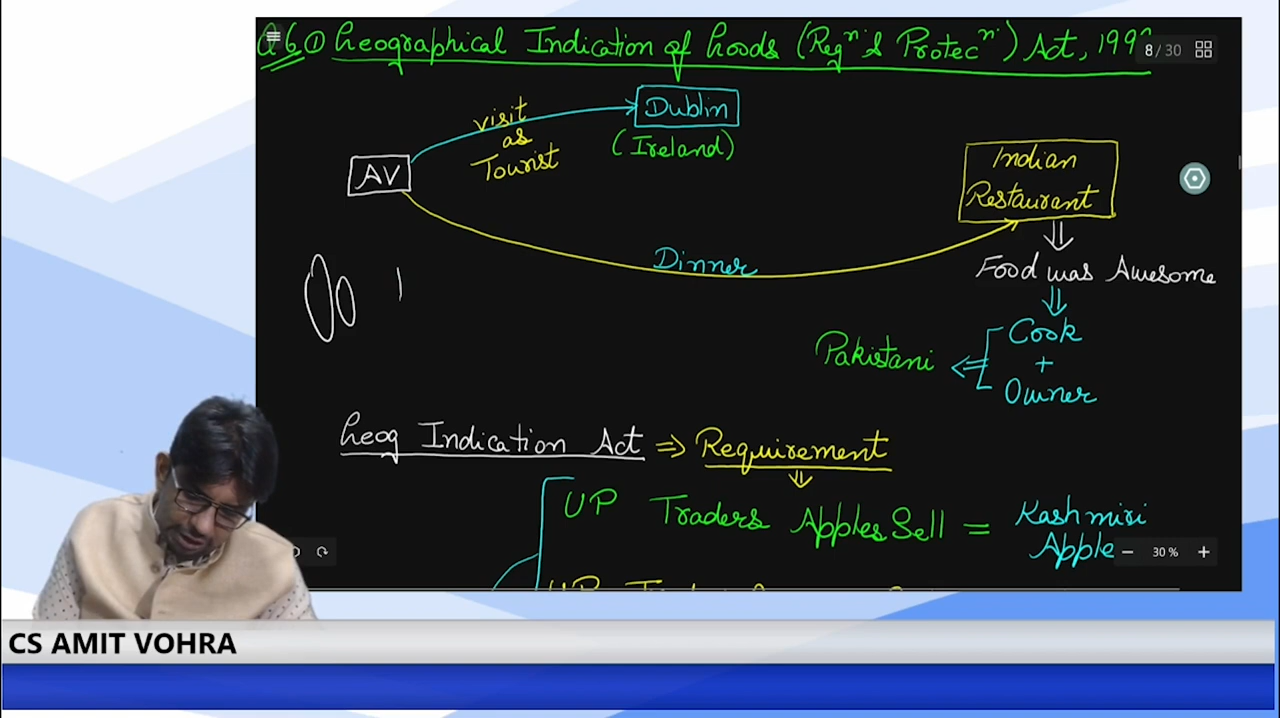 Q6① Geographical Indication of Goods (Regⁿ & Protecⁿ) Act, 199
8 / 30
visit as Tourist
Dublin
(Ireland)
AV
Indian
Restaurant
Dinner
Food was Awesome
Cook
+
Owner
Pakistani
Geog Indication Act ⇒ Requirement
UP Traders Apples Sell = Kashmiri
Apple
− 30 % +
CS AMIT VOHRA